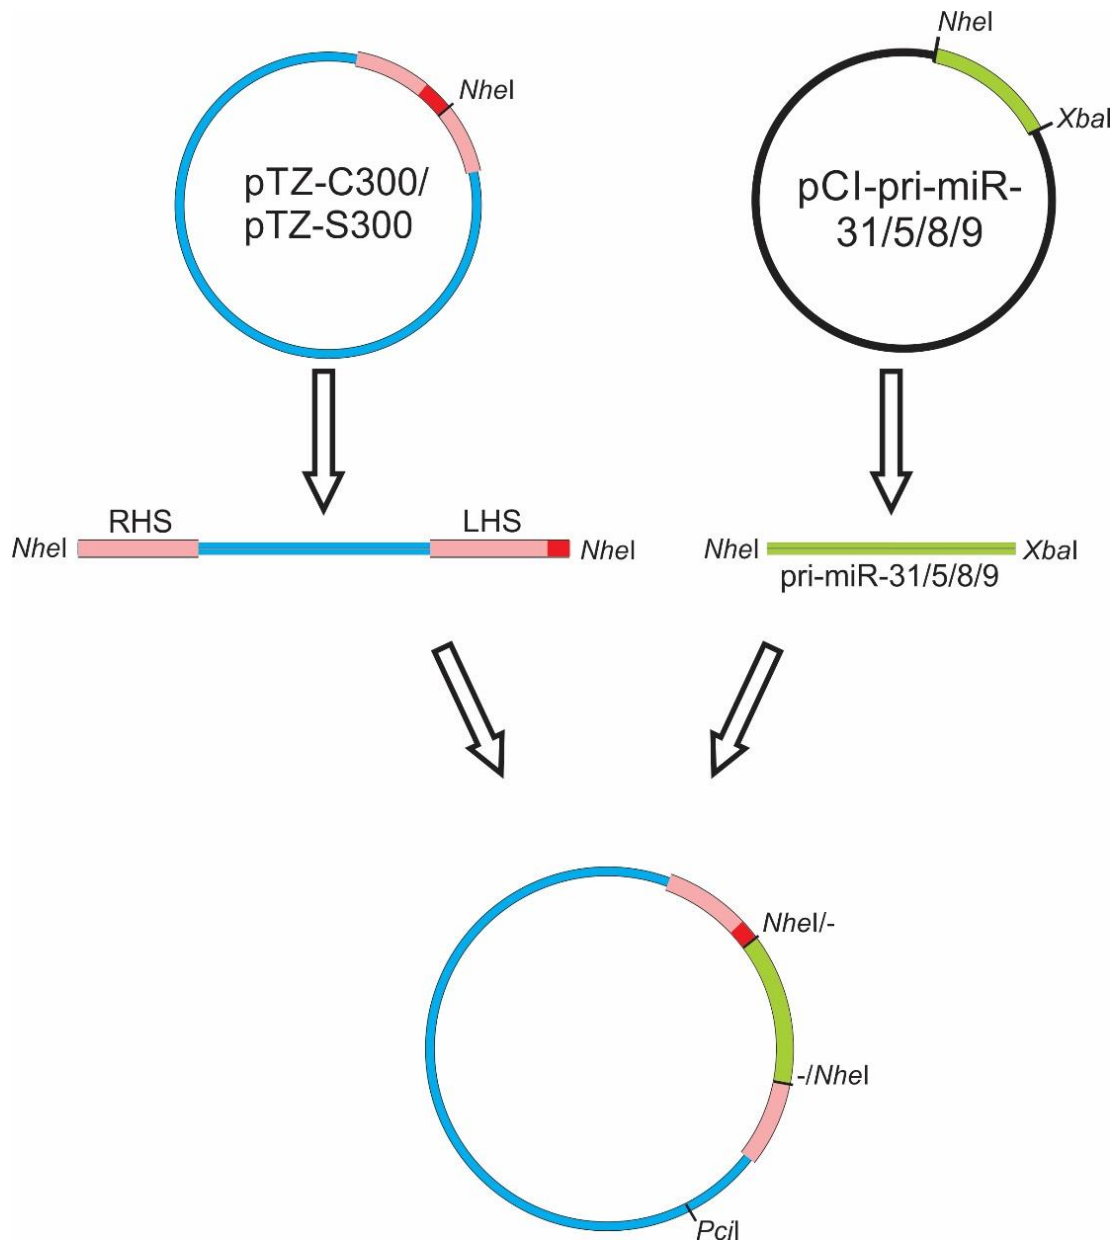 NheI
pTZ-C300/
pTZ-S300
NheI
XbaI
pCI-pri-miR-
31/5/8/9
NheI
RHS
LHS
NheI
NheI
XbaI
pri-miR-31/5/8/9
NheI/-
-/NheI
PciI